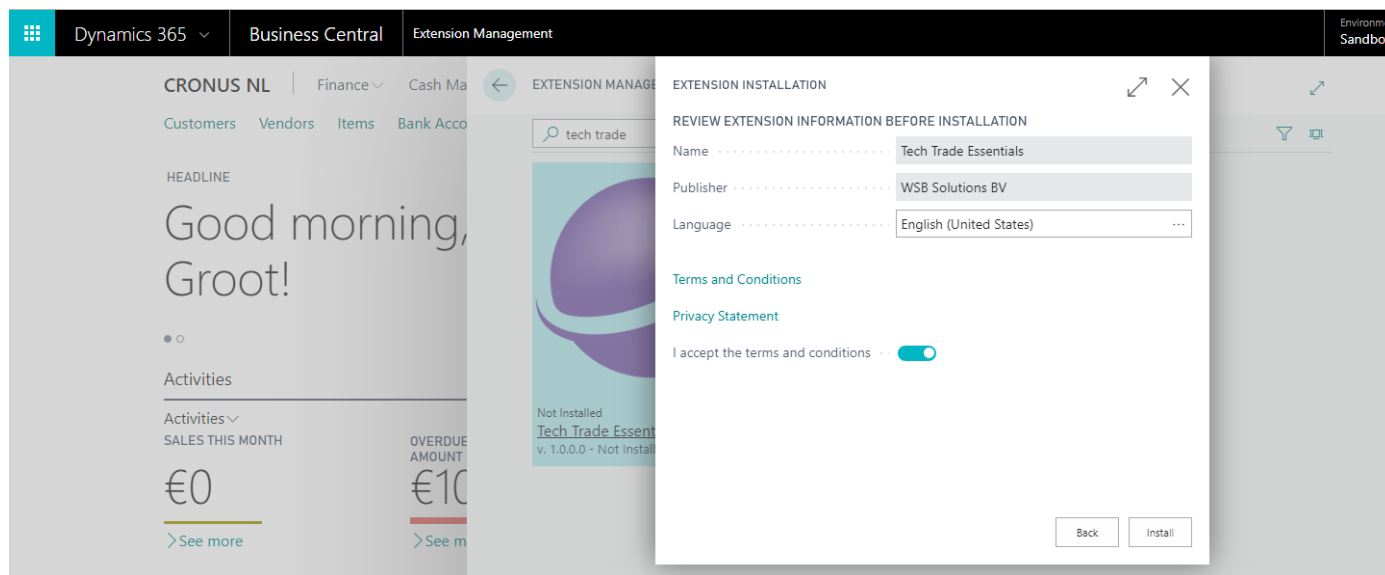 Dynamics 365
Business Central
Extension Management
Environm
Sandbo
CRONUS NL
Finance
Cash Ma
Customers
Vendors
Items
Bank Acco
HEADLINE
Good morning,
Groot!
Activities
Activities
SALES THIS MONTH
€0
See more
OVERDUE
AMOUNT
€10
See m
EXTENSION MANAGE
tech trade
Not Installed
Tech Trade Essent
v. 1.0.0.0 - Not Install
EXTENSION INSTALLATION
REVIEW EXTENSION INFORMATION BEFORE INSTALLATION
Name
Tech Trade Essentials
Publisher
WSB Solutions BV
Language
English (United States)
Terms and Conditions
Privacy Statement
I accept the terms and conditions
Back
Install